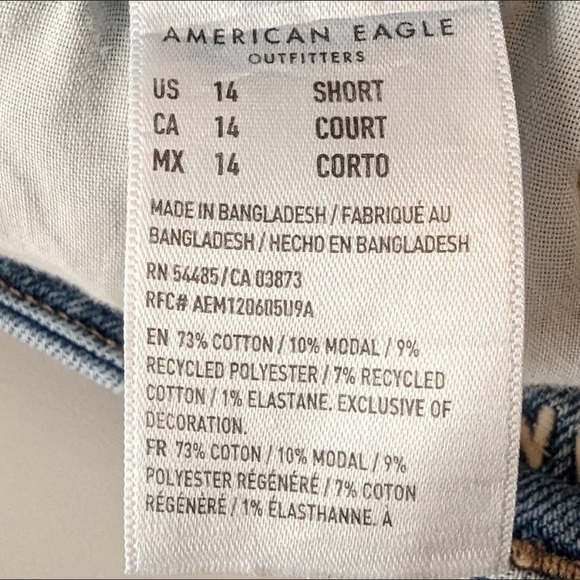 AMERICAN EAGLE
OUTFITTERS
US 14 SHORT
CA 14 COURT
MX 14 CORTO
MADE IN BANGLADESH / FABRIQUÉ AU
BANGLADESH / HECHO EN BANGLADESH
RN 54485 / CA 03873
RFC# AEM120605U9A
EN 73% COTTON / 10% MODAL / 9%
RECYCLED POLYESTER / 7% RECYCLED
COTTON / 1% ELASTANE. EXCLUSIVE OF
DECORATION.
FR 73% COTON / 10% MODAL / 9%
POLYESTER RÉGÉNÉRÉ / 7% COTON
RÉGÉNÉRÉ / 1% ÉLASTHANNE. À